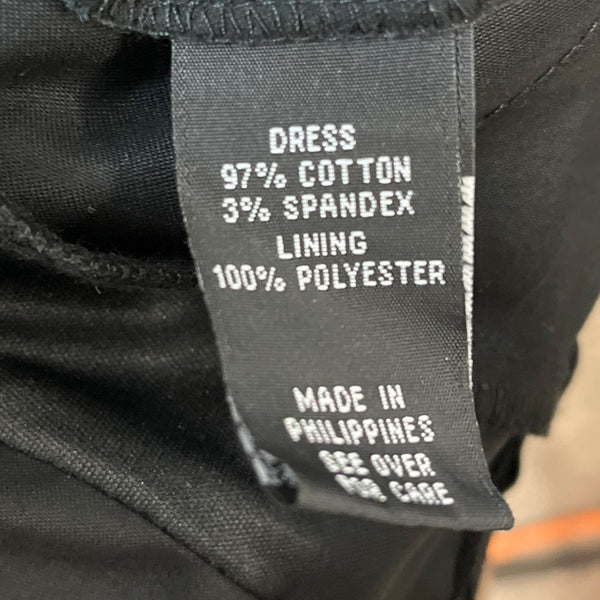 DRESS
97% COTTON
3% SPANDEX
LINING
100% POLYESTER
MADE IN
PHILIPPINES
SEE OVER
FOR CARE